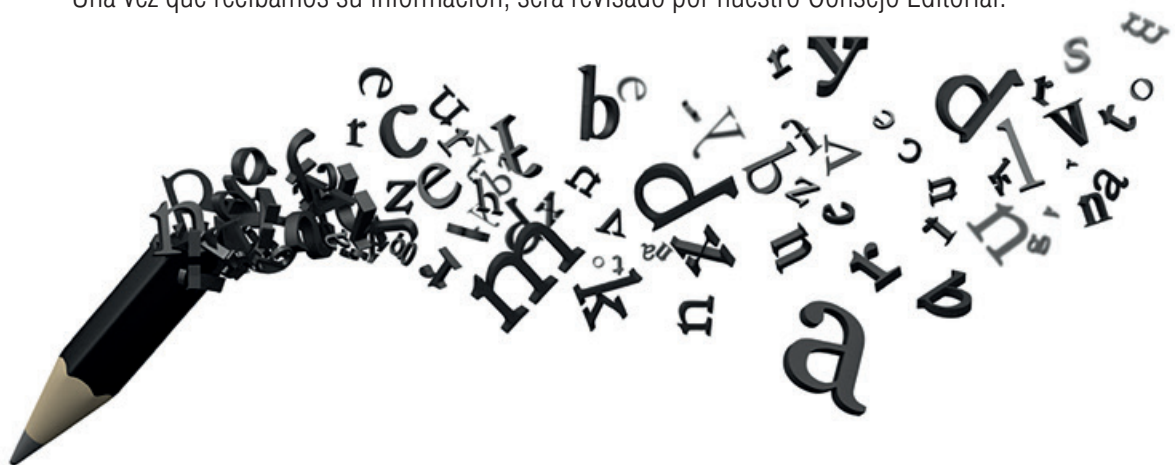 Una vez que recibamos su información, será revisado por nuestro Consejo Editorial.